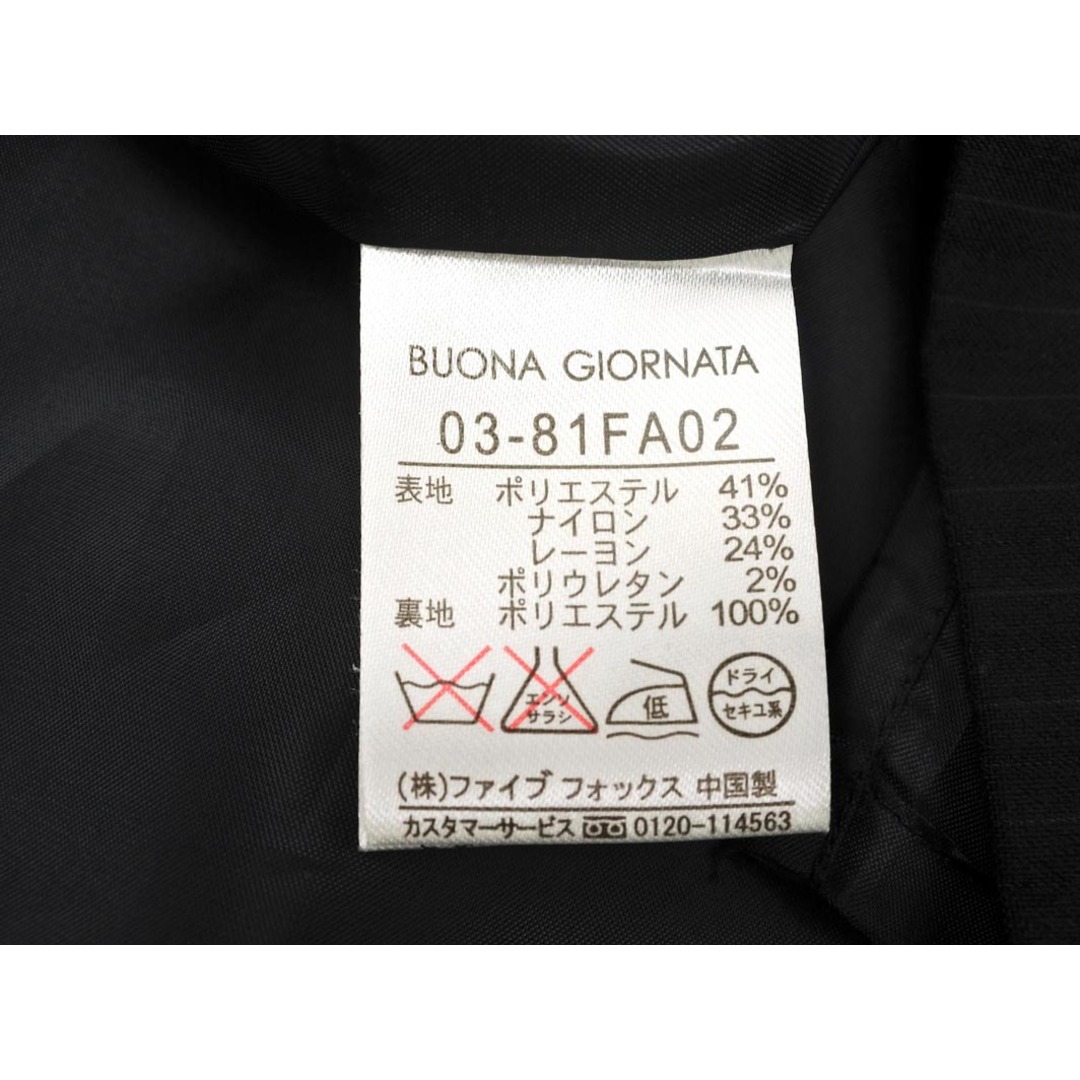 BUONA GIORNATA
03-81FA02
表地 ポリエステル 41%
ナイロン 33%
レーヨン 24%
ポリウレタン 2%
裏地 ポリエステル 100%
エンソ
サラシ
低
ドライ
セキユ系
(株)ファイブ フォックス 中国製
カスタマーサービス 0120-114563